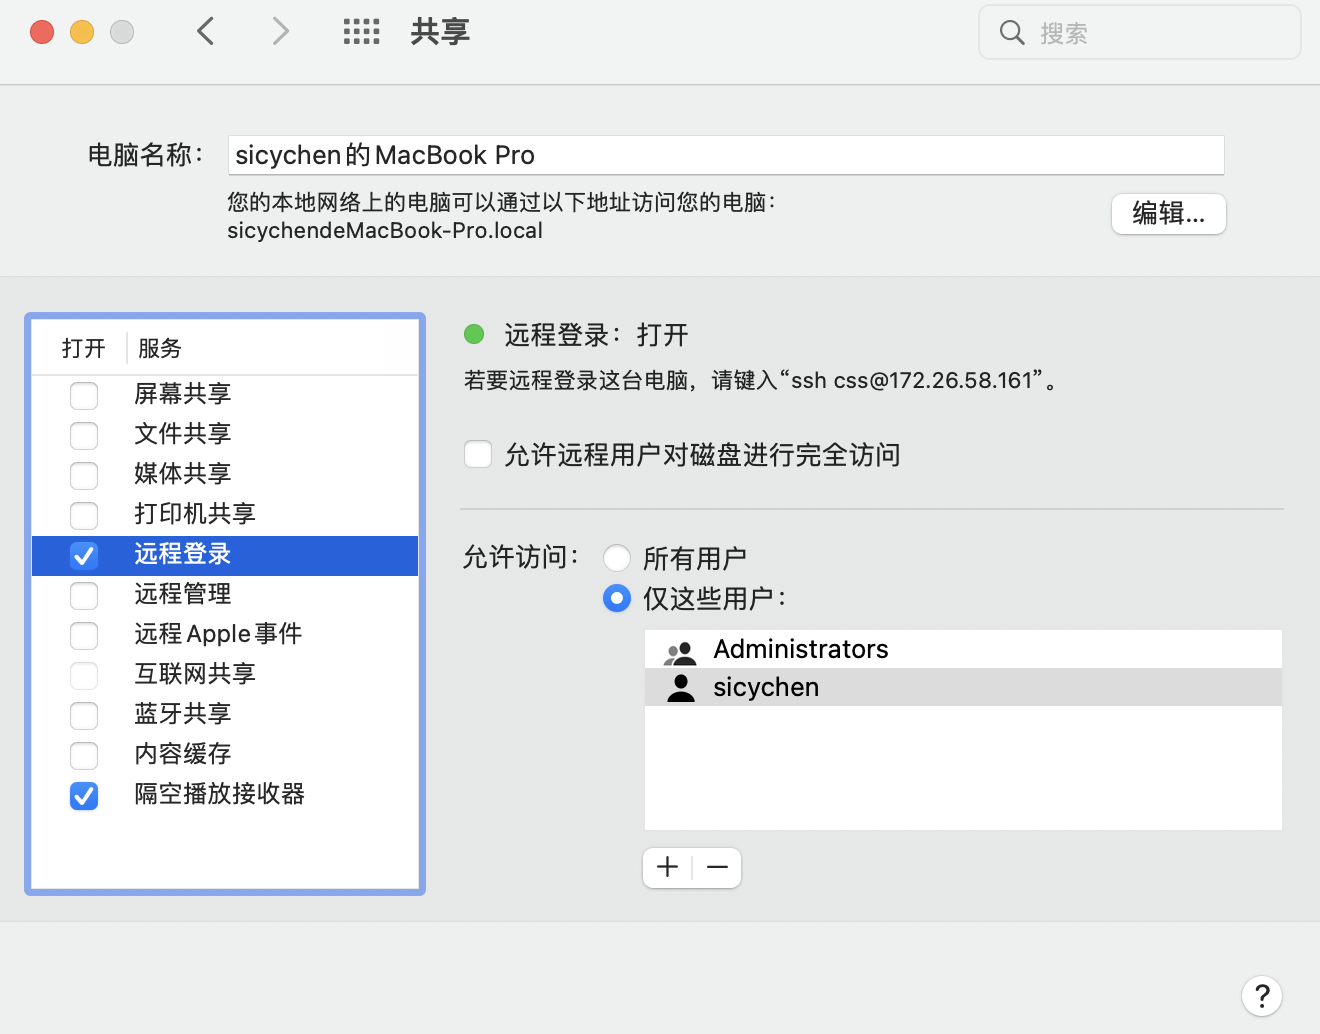 共享
搜索
电脑名称：
sicychen的MacBook Pro
您的本地网络上的电脑可以通过以下地址访问您的电脑：
sicychendeMacBook-Pro.local
编辑...
打开
服务
屏幕共享
文件共享
媒体共享
打印机共享
远程登录
远程管理
远程Apple事件
互联网共享
蓝牙共享
内容缓存
隔空播放接收器
远程登录：打开
若要远程登录这台电脑，请键入“ssh css@172.26.58.161”。
允许远程用户对磁盘进行完全访问
允许访问：
所有用户
仅这些用户：
Administrators
sicychen
?